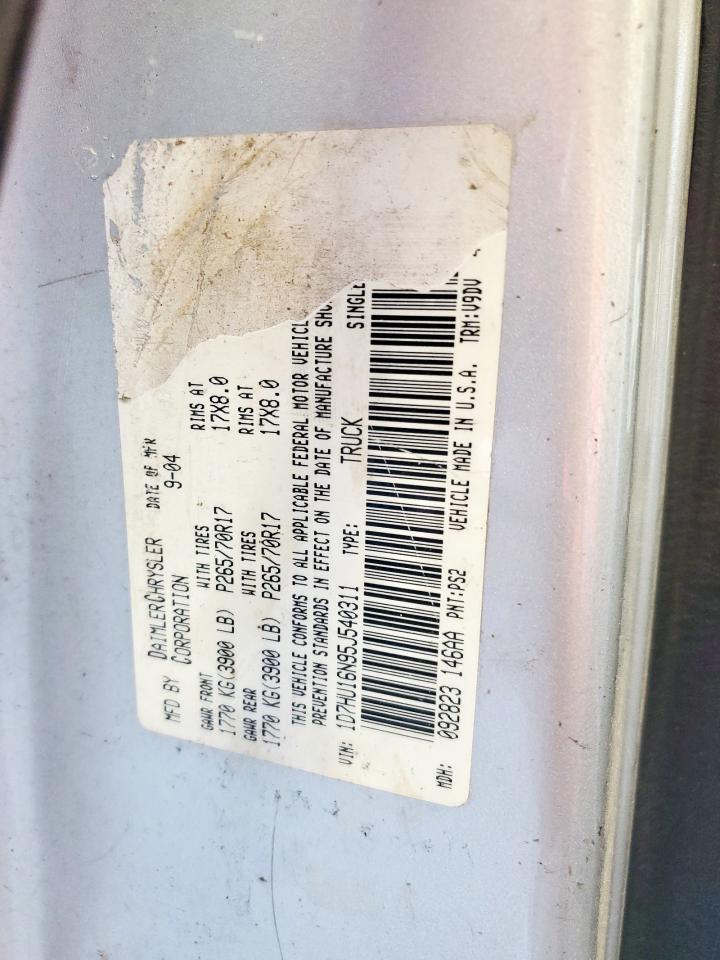 MFD BY DAIMLERCHRYSLER DATE OF MFR
CORPORATION 9-04
GAWR FRONT WITH TIRES RIMS AT
1770 KG(3900 LB) P265/70R17 17X8.0
GAWR REAR WITH TIRES RIMS AT
1770 KG(3900 LB) P265/70R17 17X8.0
THIS VEHICLE CONFORMS TO ALL APPLICABLE FEDERAL MOTOR VEHICL
PREVENTION STANDARDS IN EFFECT ON THE DATE OF MANUFACTURE SHO
VIN: 1D7HU16N95J540311 TYPE: TRUCK SINGLE
MDH: 092823 146AA PNT:PS2 VEHICLE MADE IN U.S.A. TRM:V9DV